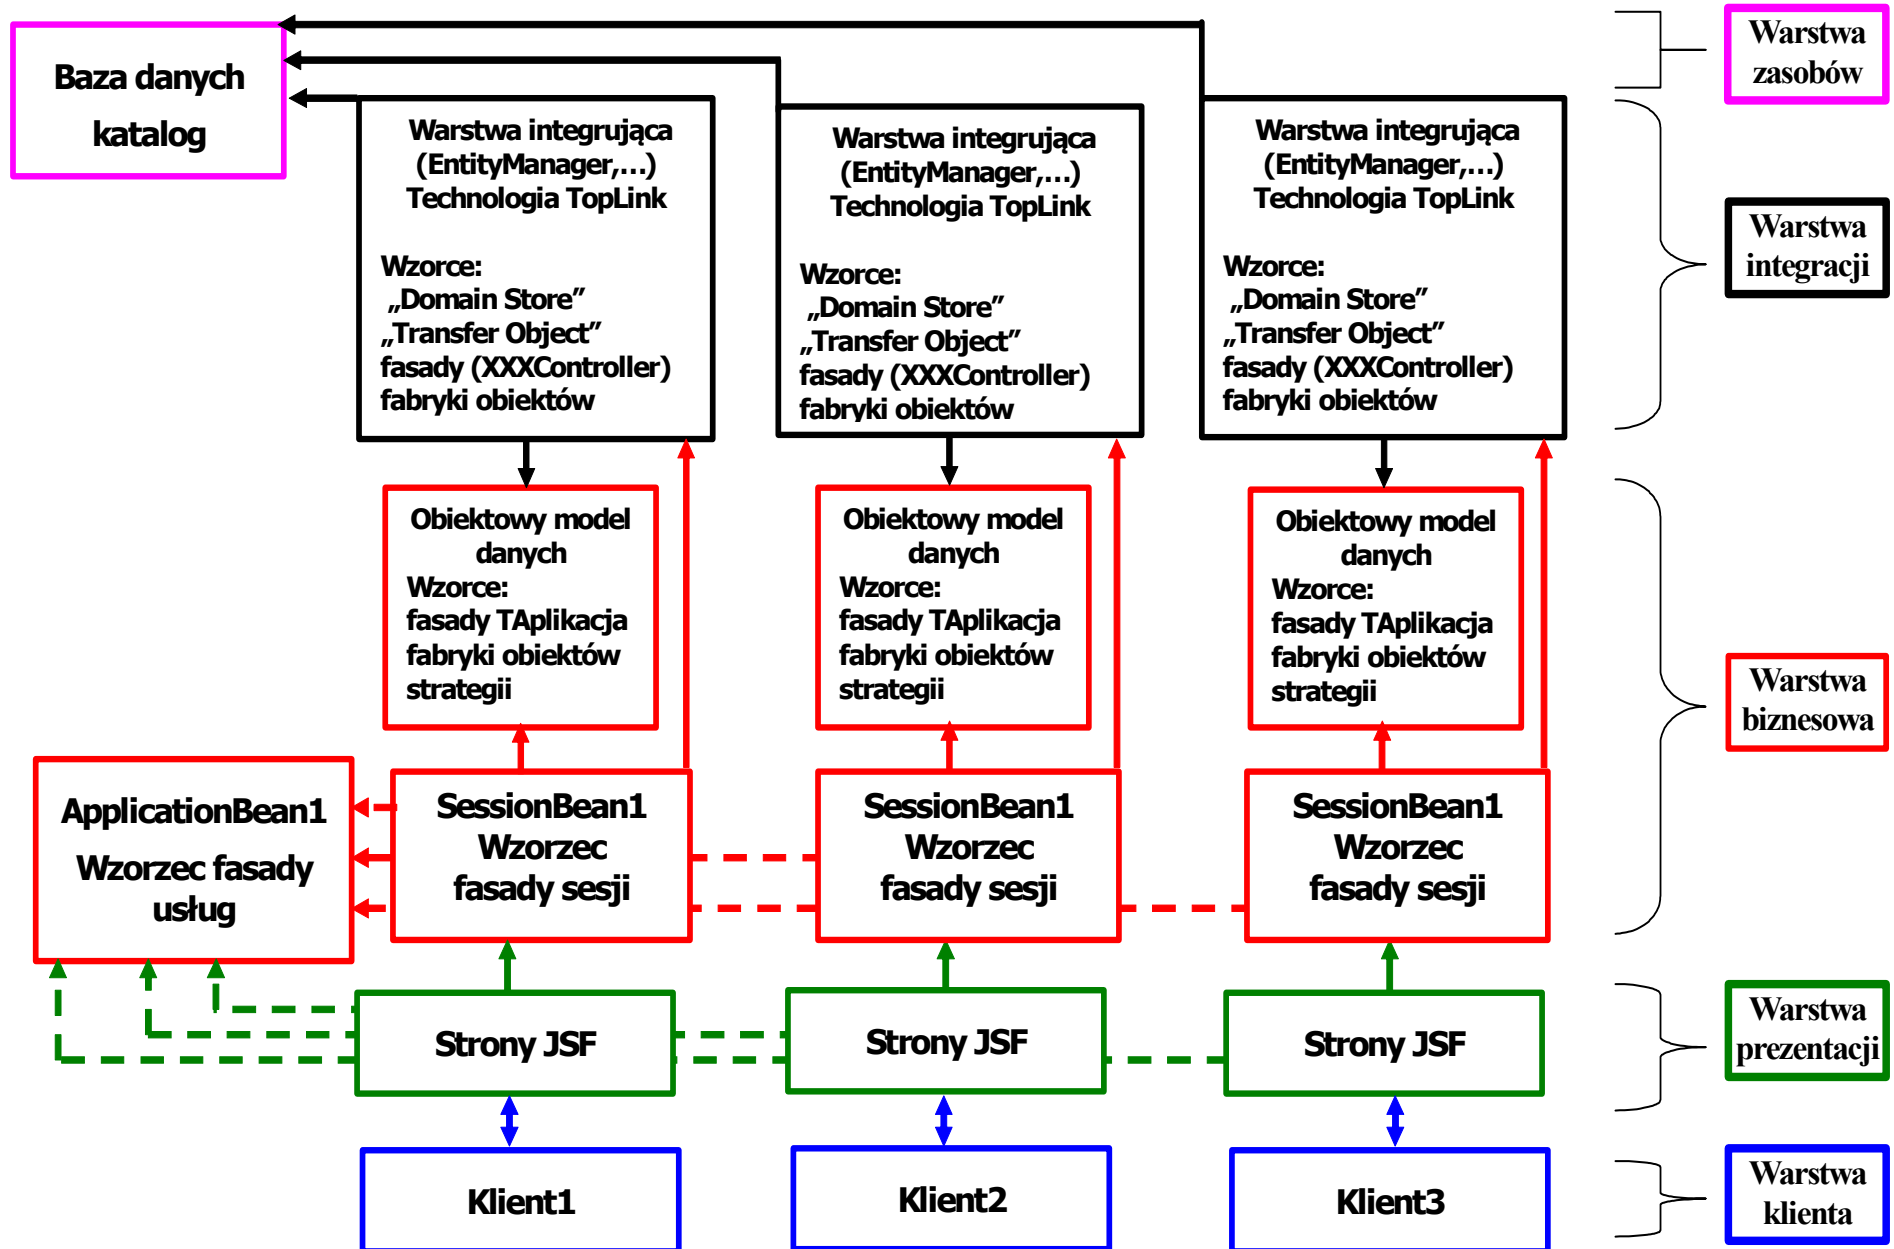 Baza danych
katalog
Warstwa integrująca
(EntityManager,...)
Technologia TopLink
Wzorce:
„Domain Store”
„Transfer Object”
fasady (XXXController)
fabryki obiektów
Warstwa integrująca
(EntityManager,...)
Technologia TopLink
Wzorce:
„Domain Store”
„Transfer Object”
fasady (XXXController)
fabryki obiektów
Warstwa integrująca
(EntityManager,...)
Technologia TopLink
Wzorce:
„Domain Store”
„Transfer Object”
fasady (XXXController)
fabryki obiektów
Warstwa
zasobów
Warstwa
integracji
Obiektowy model
danych
Wzorce:
fasady TAplikacja
fabryki obiektów
strategii
Obiektowy model
danych
Wzorce:
fasady TAplikacja
fabryki obiektów
strategii
Obiektowy model
danych
Wzorce:
fasady TAplikacja
fabryki obiektów
strategii
Warstwa
biznesowa
ApplicationBean1
Wzorzec fasady
usług
SessionBean1
Wzorzec
fasady sesji
SessionBean1
Wzorzec
fasady sesji
SessionBean1
Wzorzec
fasady sesji
Strony JSF
Strony JSF
Strony JSF
Warstwa
prezentacji
Klient1
Klient2
Klient3
Warstwa
klienta